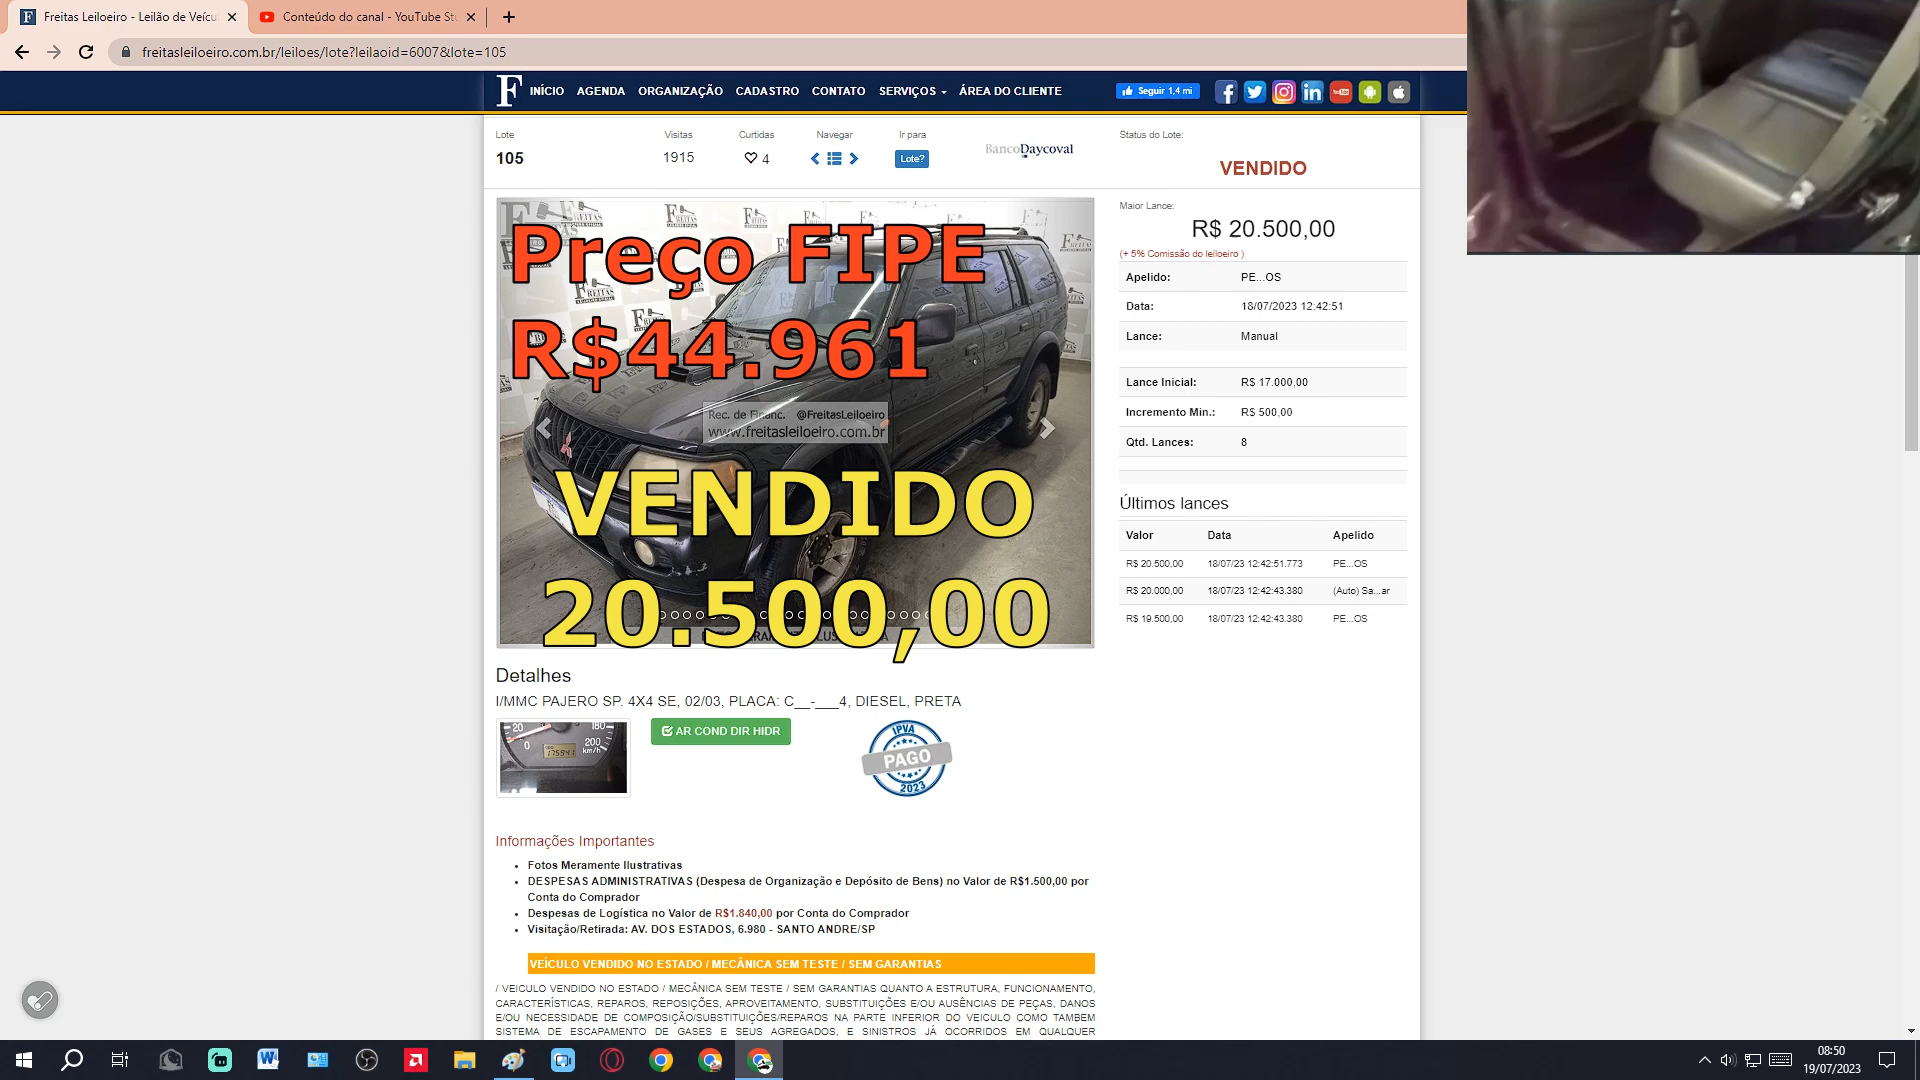 Freitas Leiloeiro - Leilão de Veícu
Conteúdo do canal - YouTube Stu
freitasleiloeiro.com.br/leiloes/lote?leilaoid=6007&lote=105
F INÍCIO AGENDA ORGANIZAÇÃO CADASTRO CONTATO SERVIÇOS ÁREA DO CLIENTE
Seguir 1,4 mi
Lote Visitas Curtidas Navegar Ir para
105 1915 4 Lote?
BancoDaycoval
Status do Lote:
VENDIDO
Preço FIPE
R$44.961
Rec. de Financ. @FreitasLeiloeiro
www.freitasleiloeiro.com.br
VENDIDO
20.500,00
Maior Lance:
R$ 20.500,00
(+ 5% Comissão do leiloeiro )
Apelido: PE...OS
Data: 18/07/2023 12:42:51
Lance: Manual
Lance Inicial: R$ 17.000,00
Incremento Min.: R$ 500,00
Qtd. Lances: 8
Últimos lances
Valor Data Apelido
R$ 20.500,00 18/07/23 12:42:51.773 PE...OS
R$ 20.000,00 18/07/23 12:42:43.380 (Auto) Sa...ar
R$ 19.500,00 18/07/23 12:42:43.380 PE...OS
Detalhes
I/MMC PAJERO SP. 4X4 SE, 02/03, PLACA: C__-___4, DIESEL, PRETA
20 180
0 200
km/h
175941
AR COND DIR HIDR
IPVA
PAGO
2023
Informações Importantes
• Fotos Meramente Ilustrativas
• DESPESAS ADMINISTRATIVAS (Despesa de Organização e Depósito de Bens) no Valor de R$1.500,00 por
Conta do Comprador
• Despesas de Logística no Valor de R$1.840,00 por Conta do Comprador
• Visitação/Retirada: AV. DOS ESTADOS, 6.980 - SANTO ANDRE/SP
VEÍCULO VENDIDO NO ESTADO / MECÂNICA SEM TESTE / SEM GARANTIAS
/ VEICULO VENDIDO NO ESTADO / MECÂNICA SEM TESTE / SEM GARANTIAS QUANTO A ESTRUTURA, FUNCIONAMENTO,
CARACTERÍSTICAS, REPAROS, REPOSIÇÕES, APROVEITAMENTO, SUBSTITUIÇÕES E/OU AUSÊNCIAS DE PEÇAS, DANOS
E/OU NECESSIDADE DE COMPOSIÇÃO/SUBSTITUIÇÕES/REPAROS NA PARTE INFERIOR DO VEICULO COMO TAMBEM
SISTEMA DE ESCAPAMENTO DE GASES E SEUS AGREGADOS, E SINISTROS JÁ OCORRIDOS EM QUALQUER
08:50
19/07/2023